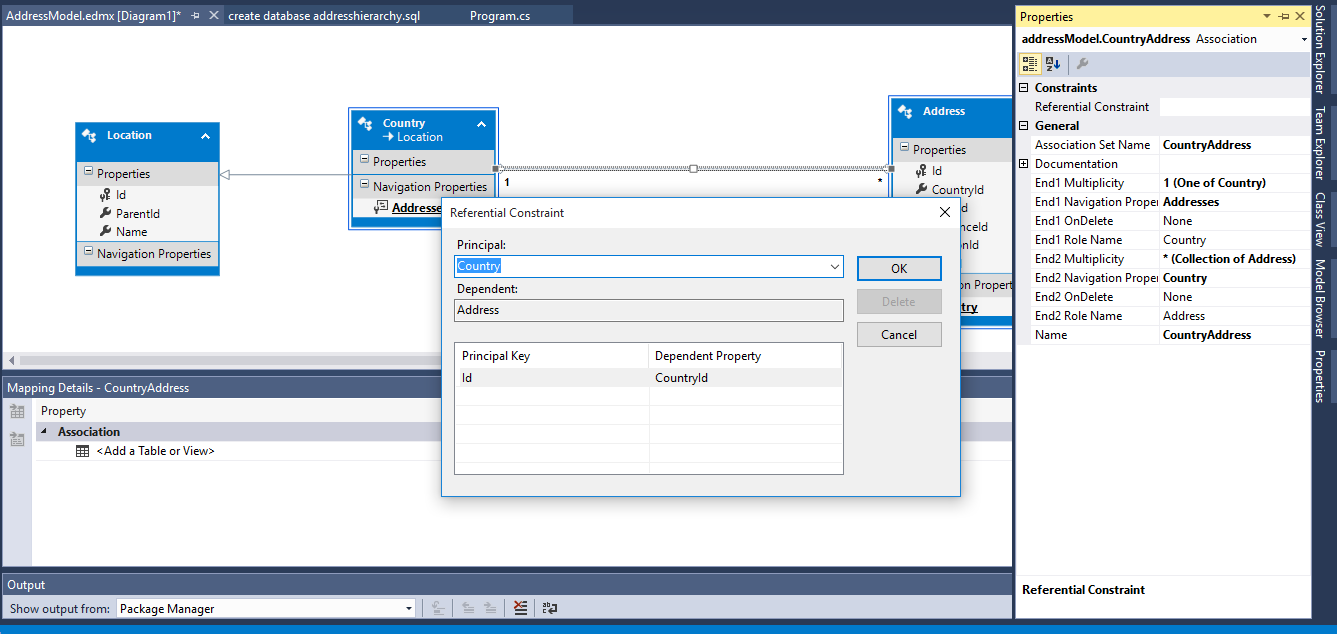 AddressModel.edmx [Diagram1]*
create database addresshierarchy.sql
Program.cs
Location
Properties
Id
ParentId
Name
Navigation Properties
Country
Location
Properties
Navigation Properties
Addresse
1
*
Address
Properties
Id
CountryId
d
nceId
onId
on Propert
try
Referential Constraint
Principal:
Country
Dependent:
Address
OK
Delete
Cancel
Principal Key Dependent Property
Id CountryId
Mapping Details - CountryAddress
Property
Association
<Add a Table or View>
Output
Show output from: Package Manager
Properties
addressModel.CountryAddress Association
Constraints
Referential Constraint
General
Association Set Name CountryAddress
Documentation
End1 Multiplicity 1 (One of Country)
End1 Navigation Proper Addresses
End1 OnDelete None
End1 Role Name Country
End2 Multiplicity * (Collection of Address)
End2 Navigation Proper Country
End2 OnDelete None
End2 Role Name Address
Name CountryAddress
Referential Constraint
Solution Explorer
Team Explorer
Class View
Model Browser
Properties